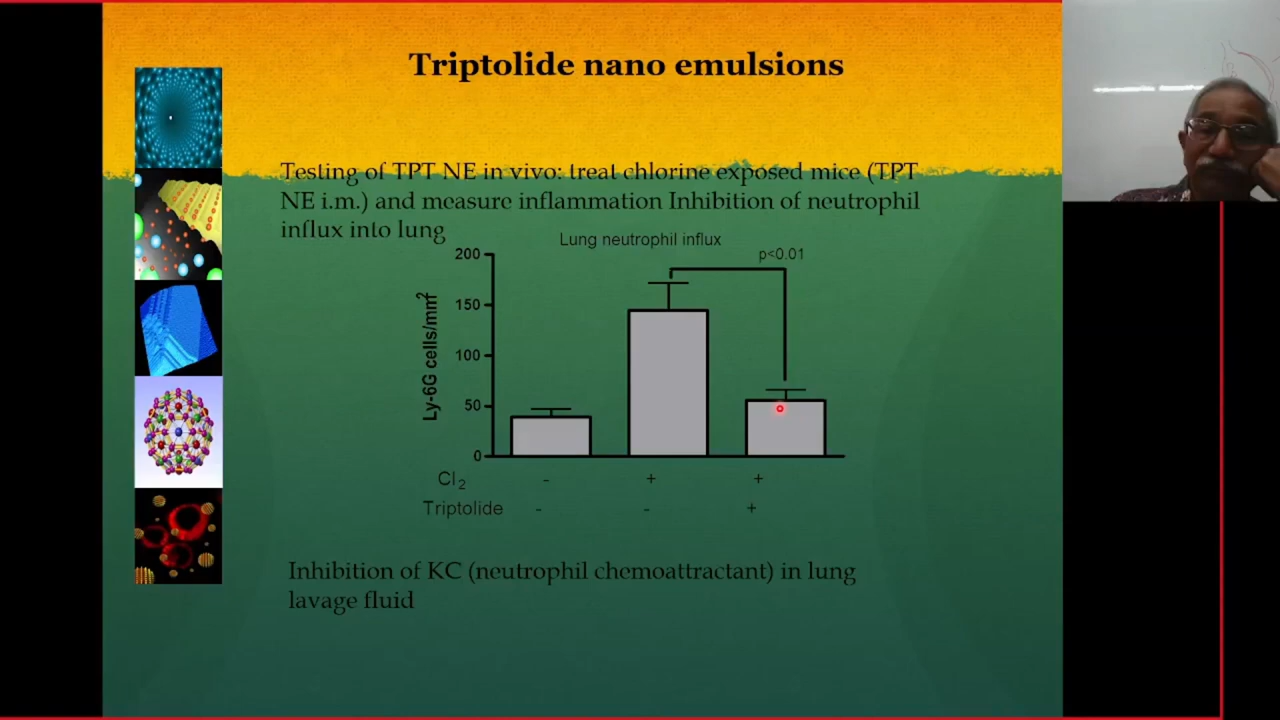 Triptolide nano emulsions
Testing of TPT NE in vivo: treat chlorine exposed mice (TPT
NE i.m.) and measure inflammation Inhibition of neutrophil
influx into lung
Lung neutrophil influx
p<0.01
200
150
100
50
0
Ly-6G cells/mm2
Cl2 - + +
Triptolide - - +
Inhibition of KC (neutrophil chemoattractant) in lung
lavage fluid